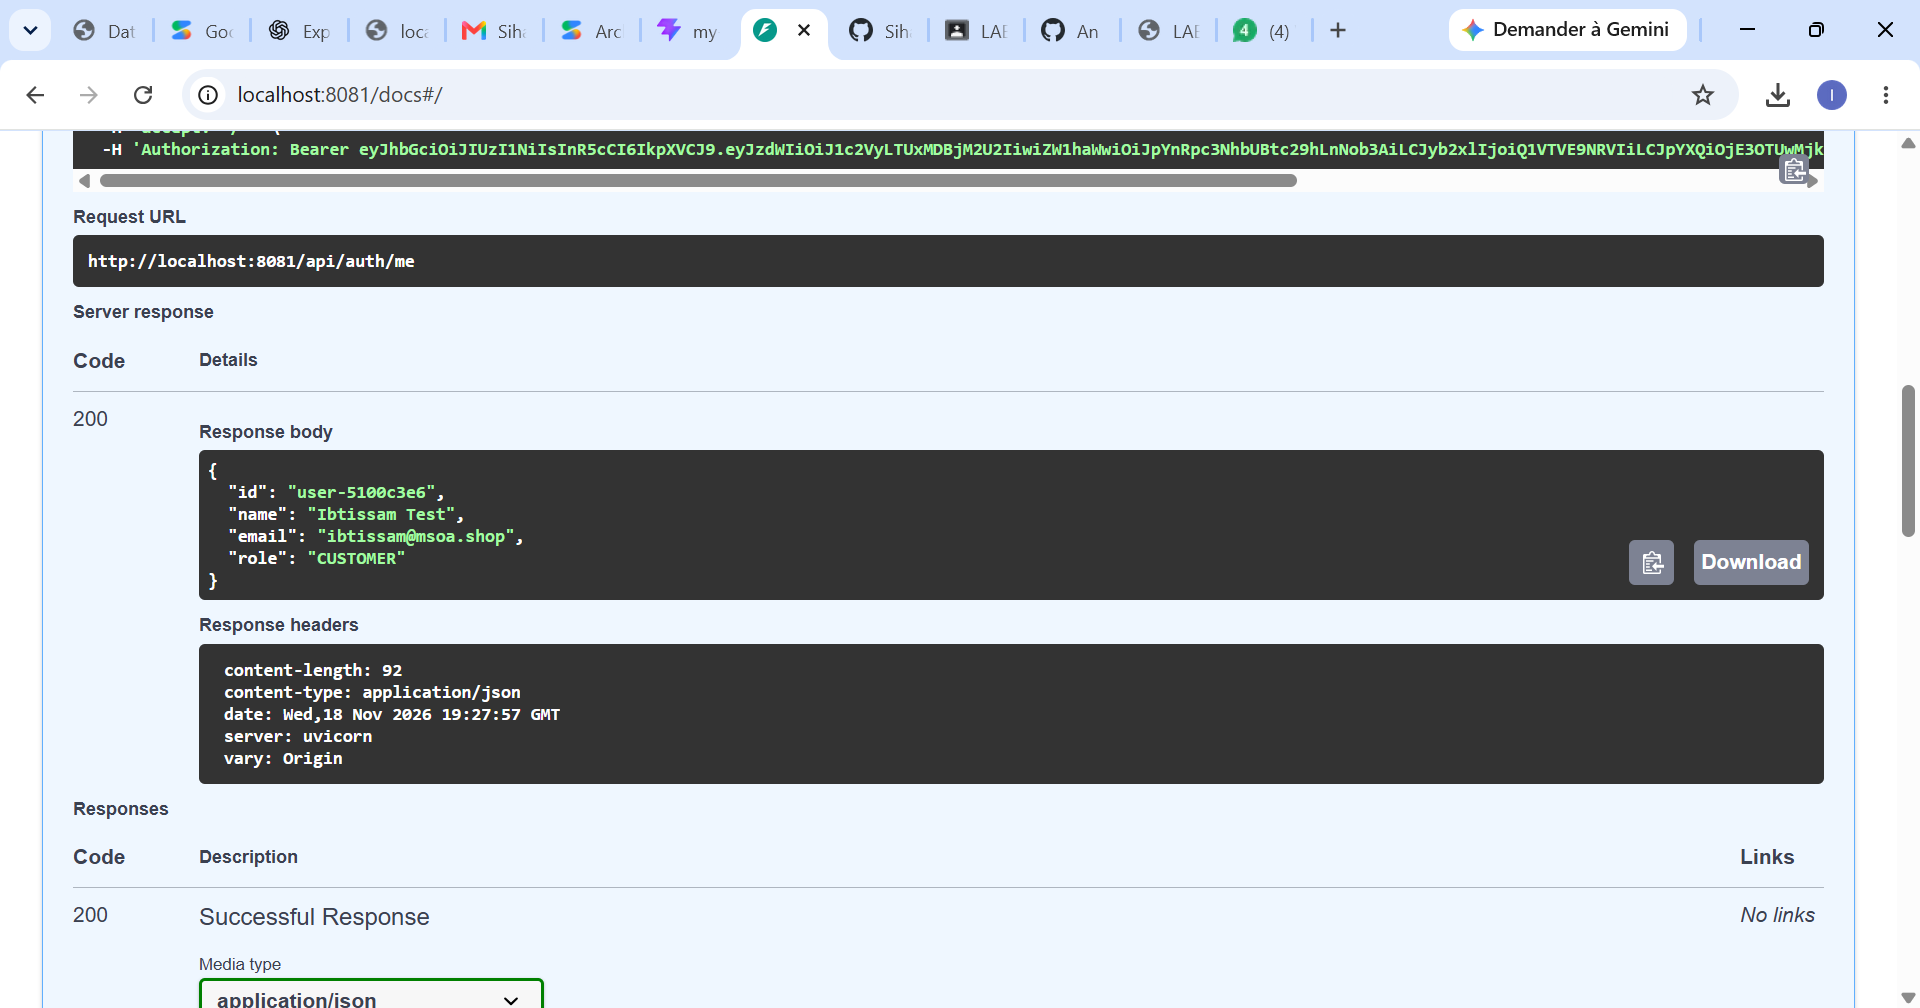 Dat
Goo
Exp
loca
Siha
Arc
my
Sih
LAB
An
LAB
4 (4)
Demander à Gemini
localhost:8081/docs#/
I
-H 'Authorization: Bearer eyJhbGciOiJIUzI1NiIsInR5cCI6IkpXVCJ9.eyJzdWIiOiJ1c2VyLTUxMDBjM2U2IiwiZW1haWwiOiJpYnRpc3NhbUBtc29hLnNob3AiLCJyb2xlIjoiQ1VTVE9NRVIiLCJpYXQiOjE3OTUwMjk
Request URL
http://localhost:8081/api/auth/me
Server response
Code Details
200
Response body
{
"id": "user-5100c3e6",
"name": "Ibtissam Test",
"email": "ibtissam@msoa.shop",
"role": "CUSTOMER"
}
Download
Response headers
content-length: 92
content-type: application/json
date: Wed,18 Nov 2026 19:27:57 GMT
server: uvicorn
vary: Origin
Responses
Code Description Links
200 Successful Response No links
Media type
application/json